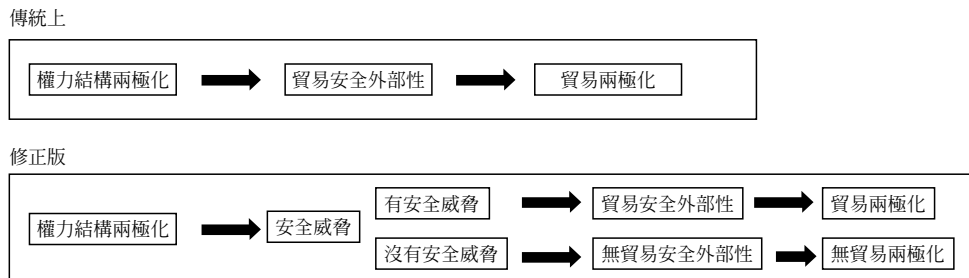 傳統上
權力結構兩極化
貿易安全外部性
貿易兩極化
修正版
權力結構兩極化
安全威脅
有安全威脅
貿易安全外部性
貿易兩極化
沒有安全威脅
無貿易安全外部性
無貿易兩極化